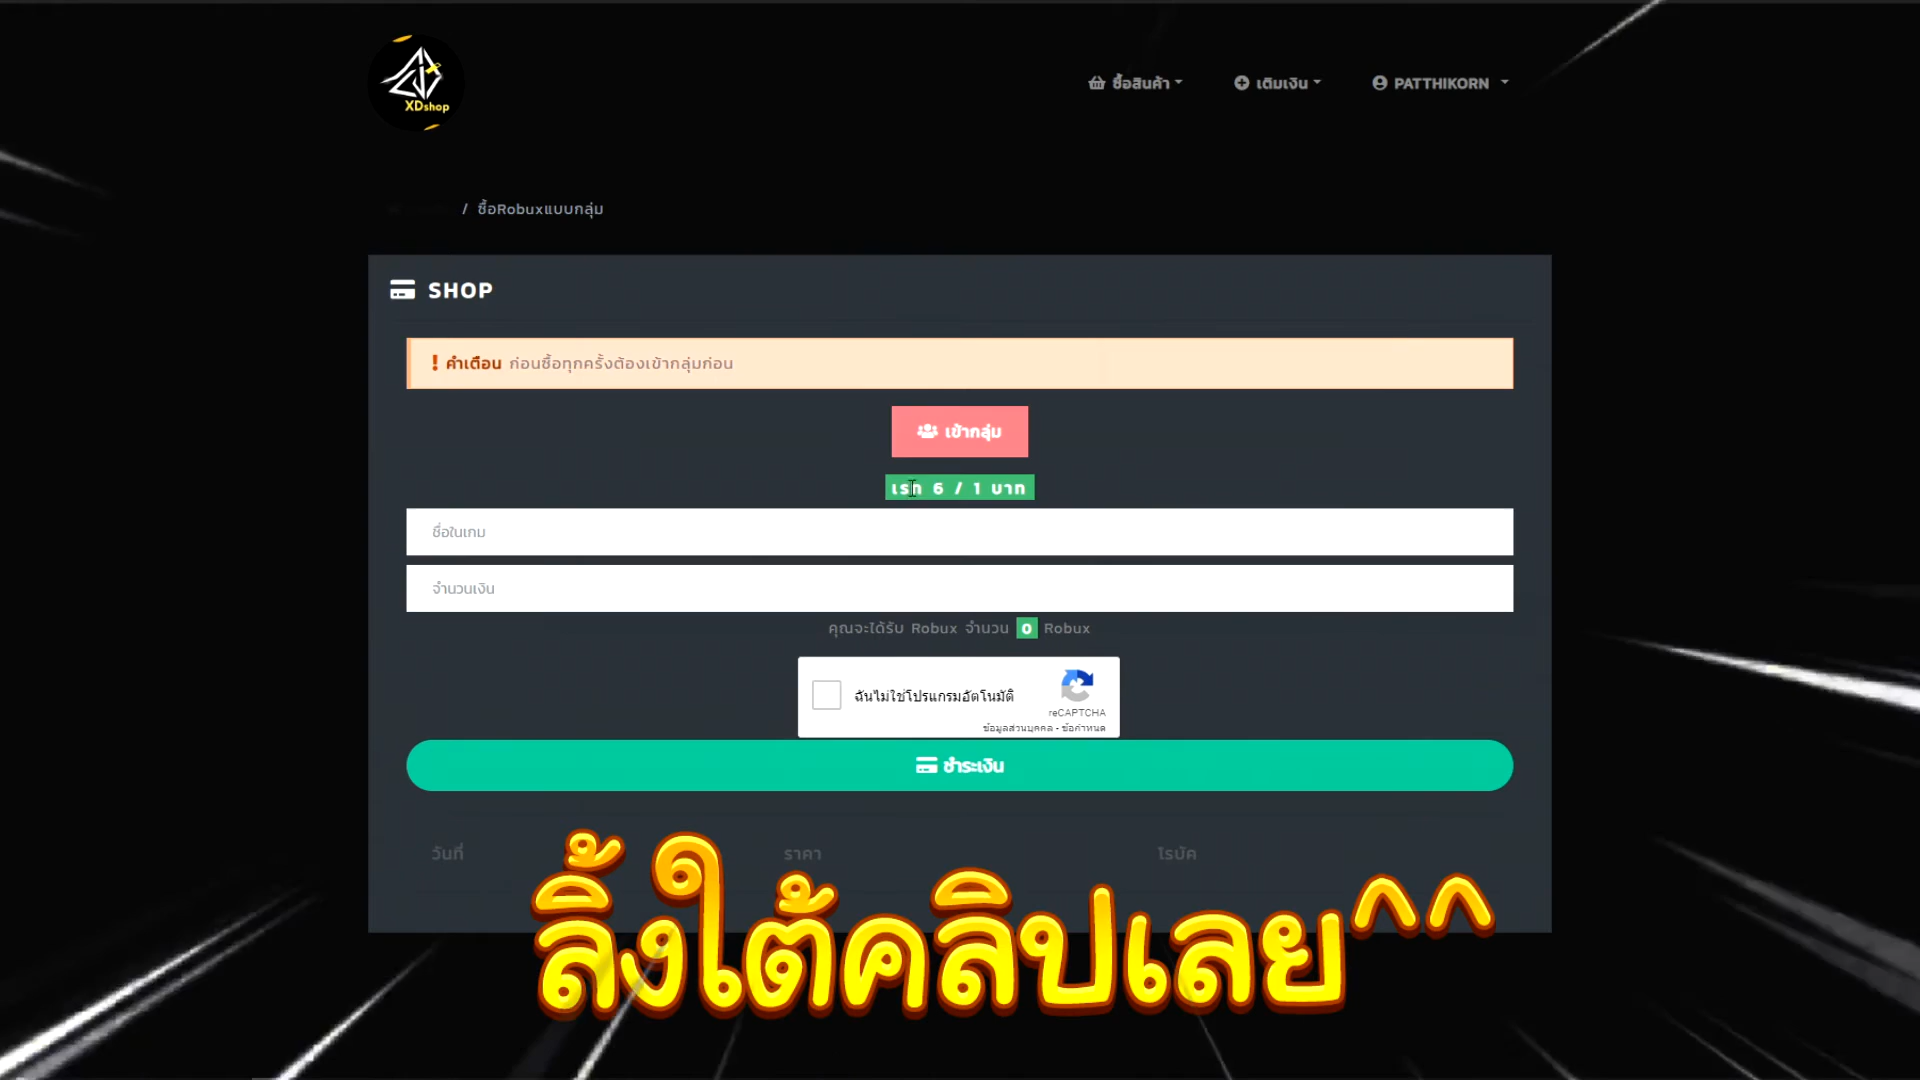 XDshop
ซื้อสินค้า
เติมเงิน
PATTHIKORN
/ ซื้อRobuxแบบกลุ่ม
SHOP
! คำเตือน ก่อนซื้อทุกครั้งต้องเข้ากลุ่มก่อน
เข้ากลุ่ม
เรท 6 / 1 บาท
ชื่อในเกม
จำนวนเงิน
คุณจะได้รับ Robux จำนวน 0 Robux
ฉันไม่ใช่โปรแกรมอัตโนมัติ
reCAPTCHA
ข้อมูลส่วนบุคคล - ข้อกำหนด
ชำระเงิน
วันที่ ราคา โรบัค
ลิ้งใต้คลิปเลย^^